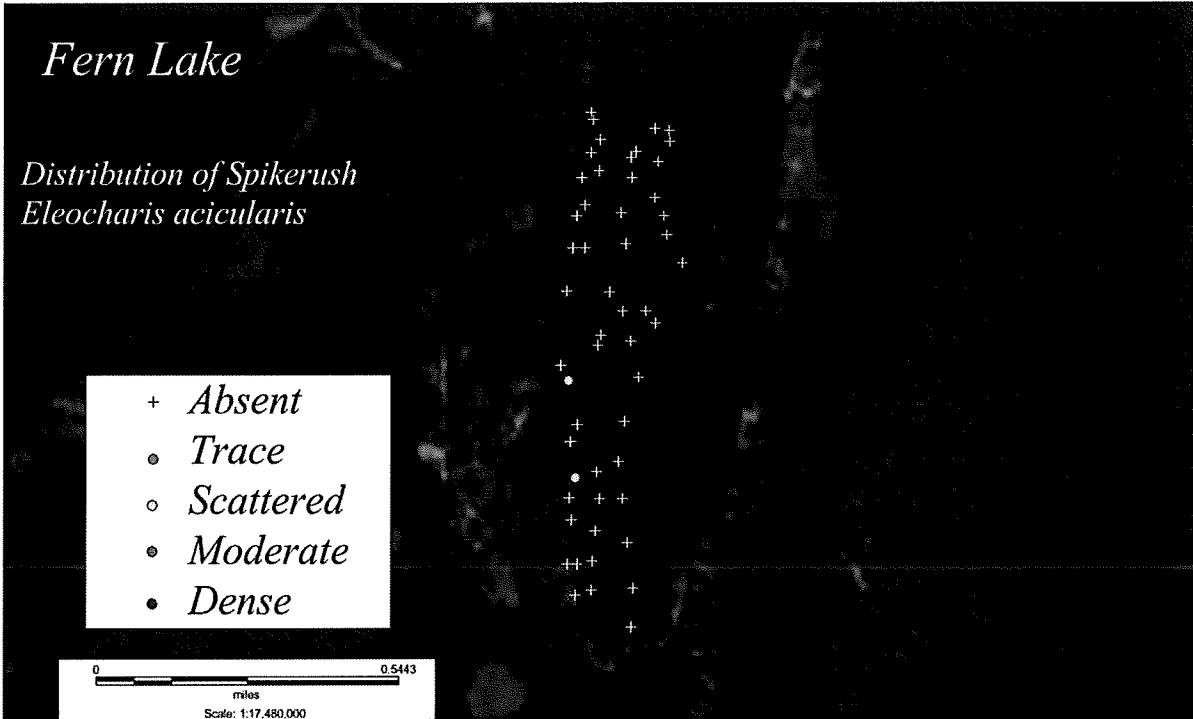 Fern Lake
Distribution of Spikerush
Eleocharis acicularis
Absent
Trace
Scattered
Moderate
Dense
0 0.5443
miles
Scale: 1:17,480,000